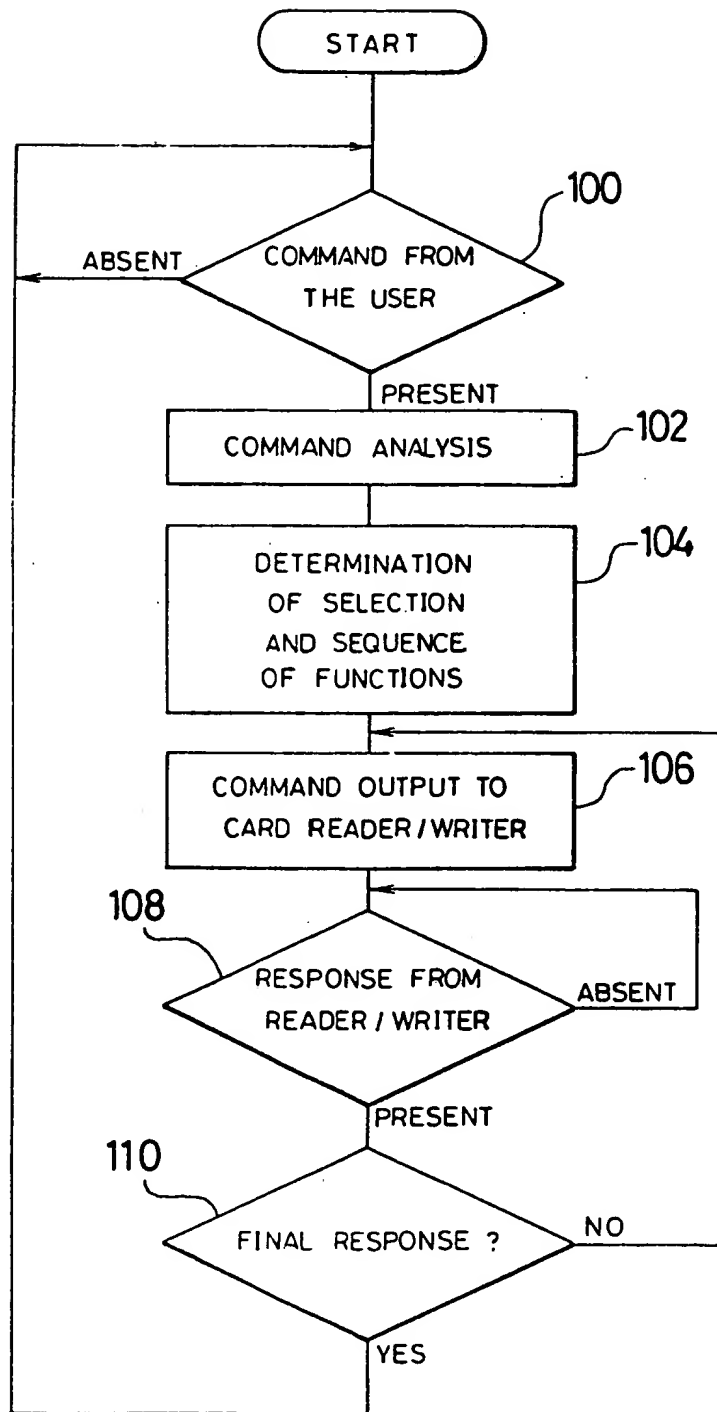 START
100
COMMAND FROM
THE USER
ABSENT
PRESENT
COMMAND ANALYSIS
102
DETERMINATION
OF SELECTION
AND SEQUENCE
OF FUNCTIONS
104
COMMAND OUTPUT TO
CARD READER / WRITER
106
108
RESPONSE FROM
READER / WRITER
ABSENT
PRESENT
110
FINAL RESPONSE ?
NO
YES